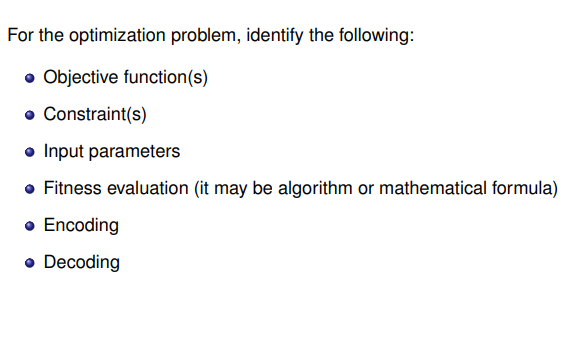 For the optimization problem, identify the following:
Objective function(s)
Constraint(s)
Input parameters
Fitness evaluation (it may be algorithm or mathematical formula)
Encoding
Decoding